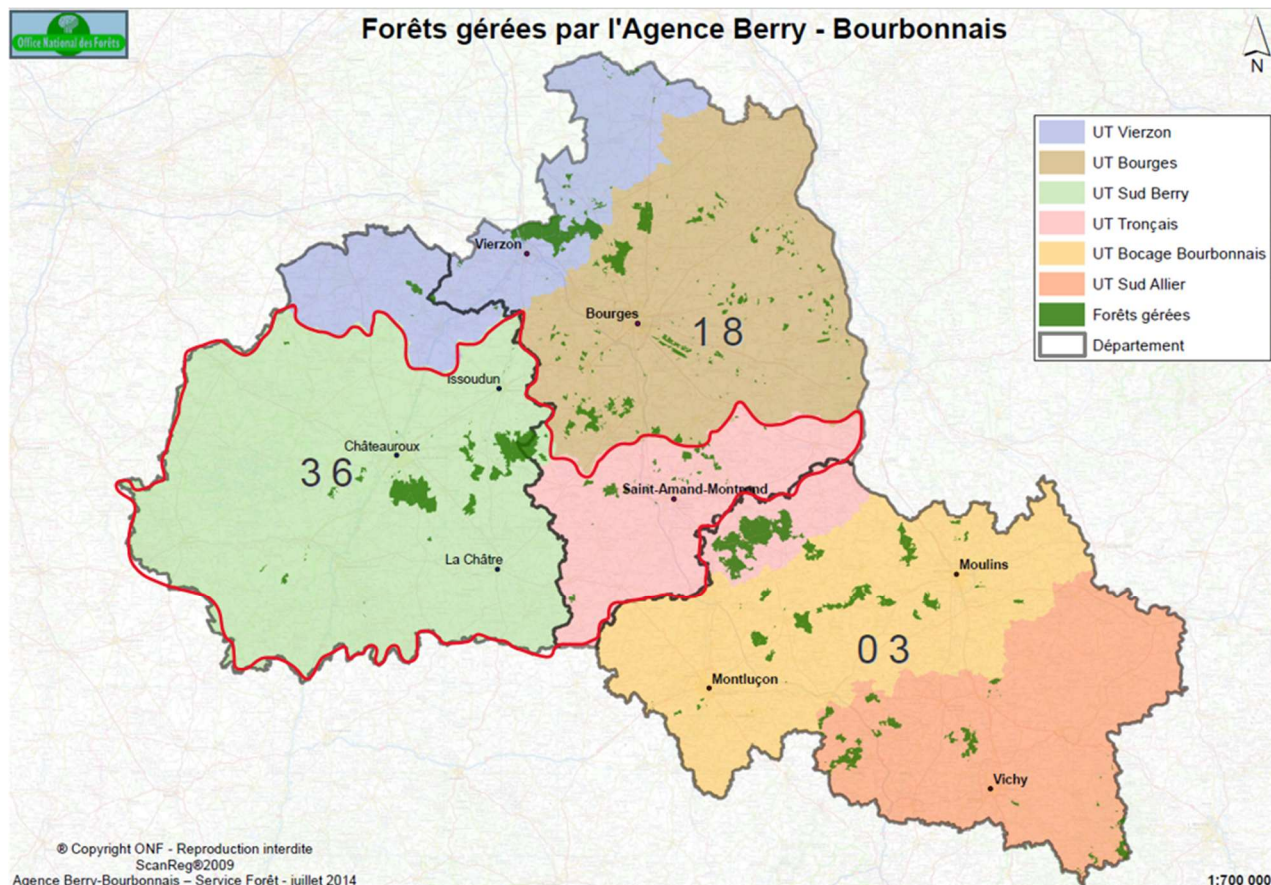 Office National des Forêts
Forêts gérées par l'Agence Berry - Bourbonnais
N
UT Vierzon
UT Bourges
UT Sud Berry
UT Tronçais
UT Bocage Bourbonnais
UT Sud Allier
Forêts gérées
Département
Vierzon
Bourges
18
Issoudun
Châteauroux
36
Saint-Amand-Montrond
La Châtre
Moulins
03
Montluçon
Vichy
® Copyright ONF - Reproduction interdite
ScanReg®2009
Agence Berry-Bourbonnais – Service Forêt - juillet 2014
1:700 000